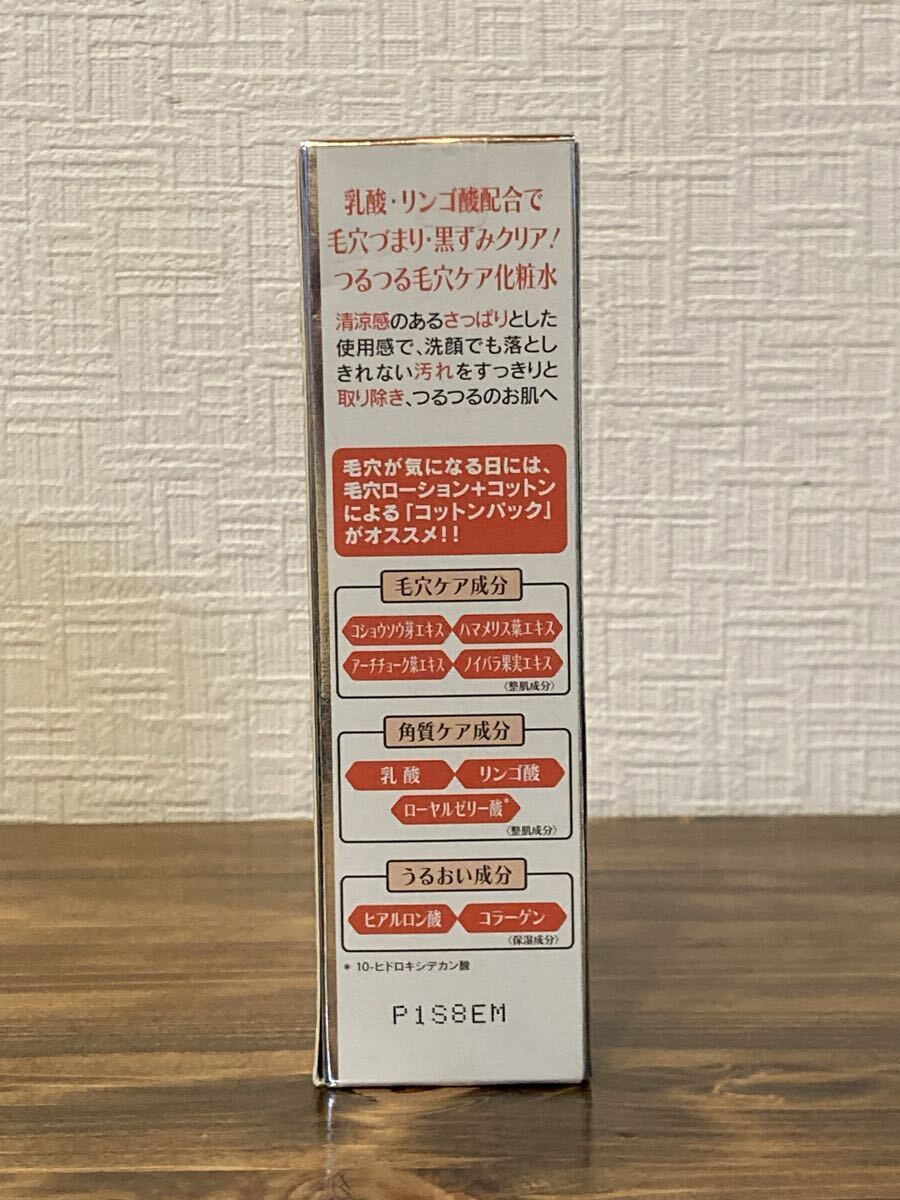 乳酸・リンゴ酸配合で
毛穴づまり・黒ずみクリア!
つるつる毛穴ケア化粧水
清涼感のあるさっぱりとした
使用感で、洗顔でも落とし
きれない汚れをすっきりと
取り除き、つるつるのお肌へ
毛穴が気になる日には、
毛穴ローション+コットン
による「コットンパック」
がオススメ!!
毛穴ケア成分
コショウソウ芽エキス ハマメリス葉エキス
アーチチョーク葉エキス ノイバラ果実エキス
〈整肌成分〉
角質ケア成分
乳酸 リンゴ酸
ローヤルゼリー酸*
〈整肌成分〉
うるおい成分
ヒアルロン酸 コラーゲン
〈保湿成分〉
* 10-ヒドロキシデカン酸
P1S8EM